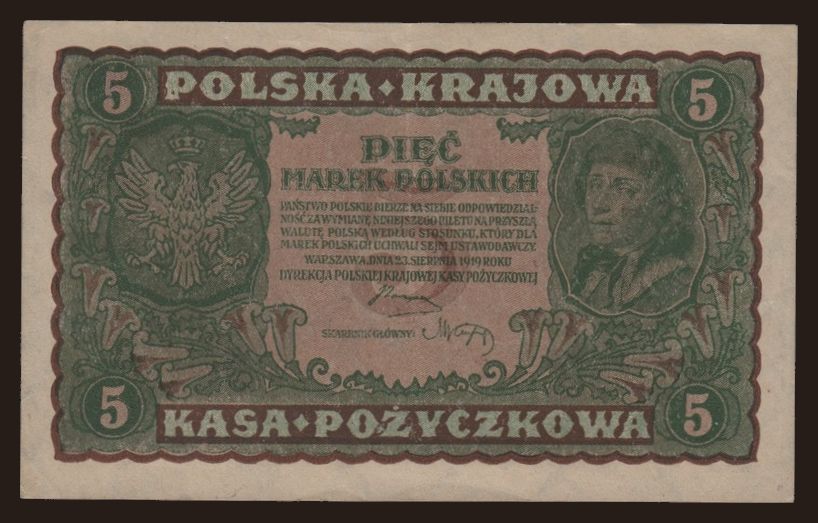 5 POLSKA • KRAJOWA 5
PIĘĆ
MAREK POLSKICH
PAŃSTWO POLSKIE BIERZE NA SIEBIE ODPOWIEDZIAL-
NOŚĆ ZA WYMIANĘ NINIEJSZEGO BILETU NA PRZYSZŁĄ
WALUTĘ POLSKĄ WEDŁUG STOSUNKU, KTÓRY DLA
MAREK POLSKICH UCHWALI SEJM USTAWODAWCZY.
WARSZAWA, DNIA 23. SIERPNIA 1919 ROKU
DYREKCJA POLSKIEJ KRAJOWEJ KASY POŻYCZKOWEJ
SKARBNIK GŁÓWNY:
5 KASA • POŻYCZKOWA 5